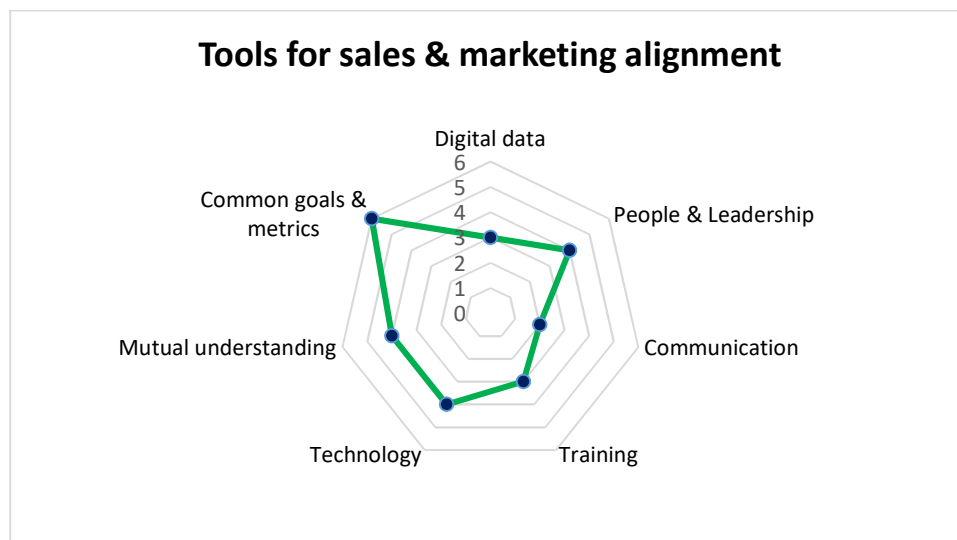 Tools for sales & marketing alignment
Digital data
6
5
4
3
2
1
0
People & Leadership
Communication
Training
Technology
Mutual understanding
Common goals &
metrics